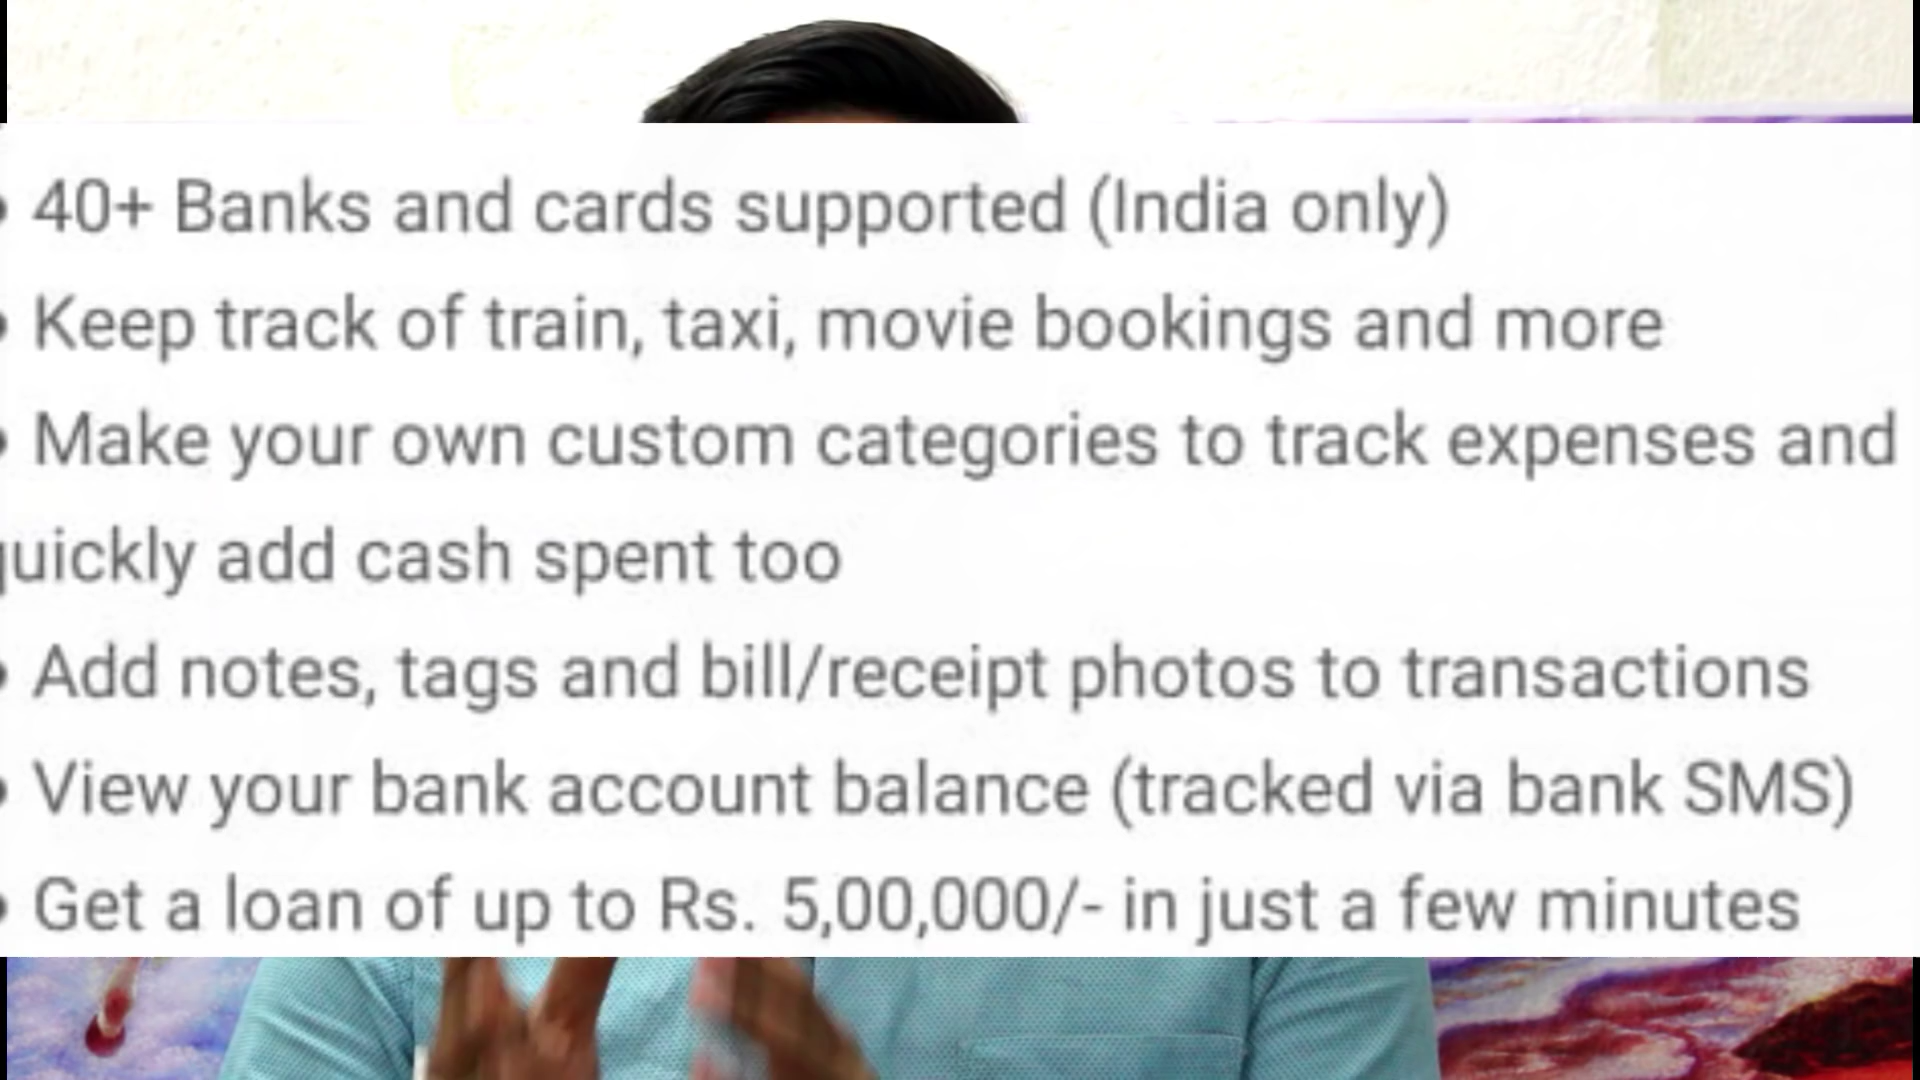 • 40+ Banks and cards supported (India only)
• Keep track of train, taxi, movie bookings and more
• Make your own custom categories to track expenses and
quickly add cash spent too
• Add notes, tags and bill/receipt photos to transactions
• View your bank account balance (tracked via bank SMS)
• Get a loan of up to Rs. 5,00,000/- in just a few minutes